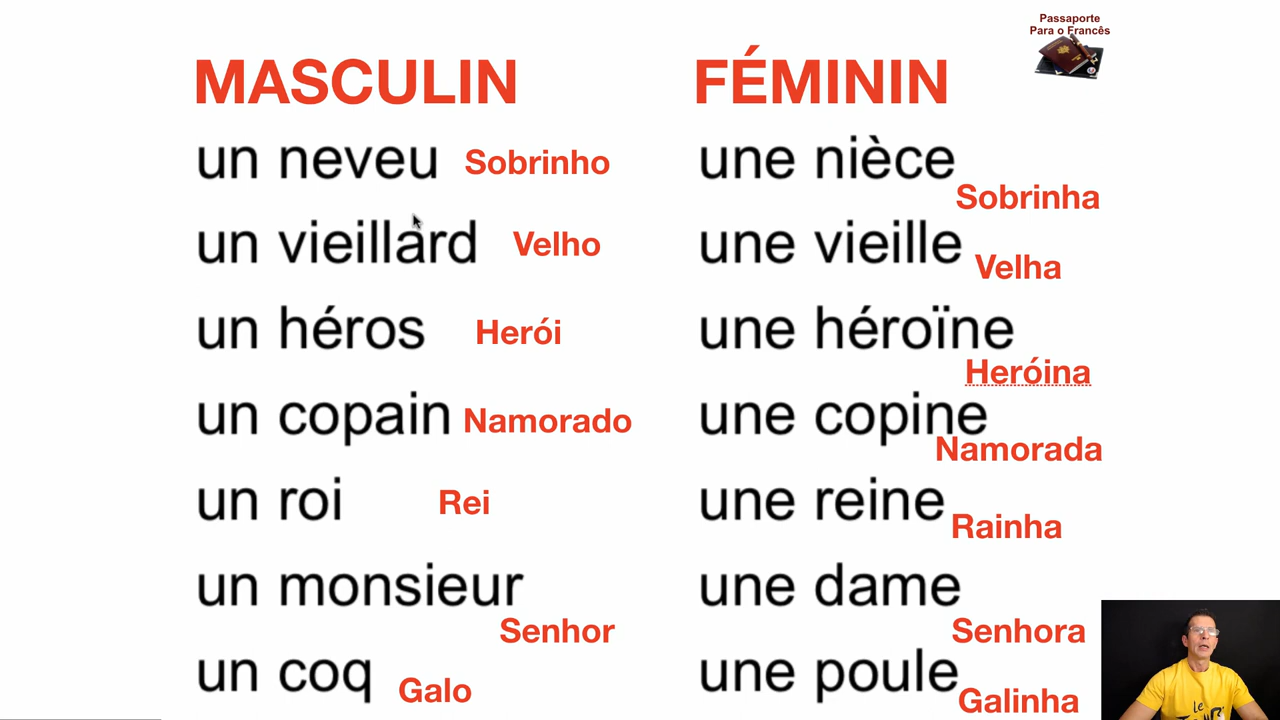 Passaporte
Para o Francês
MASCULIN FÉMININ
un neveu Sobrinho une nièce
Sobrinha
un vieillard Velho une vieille
Velha
un héros Herói une héroïne
Heróina
un copain Namorado une copine
Namorada
un roi Rei une reine
Rainha
un monsieur une dame
Senhor Senhora
un coq Galo une poule
Galinha
Le